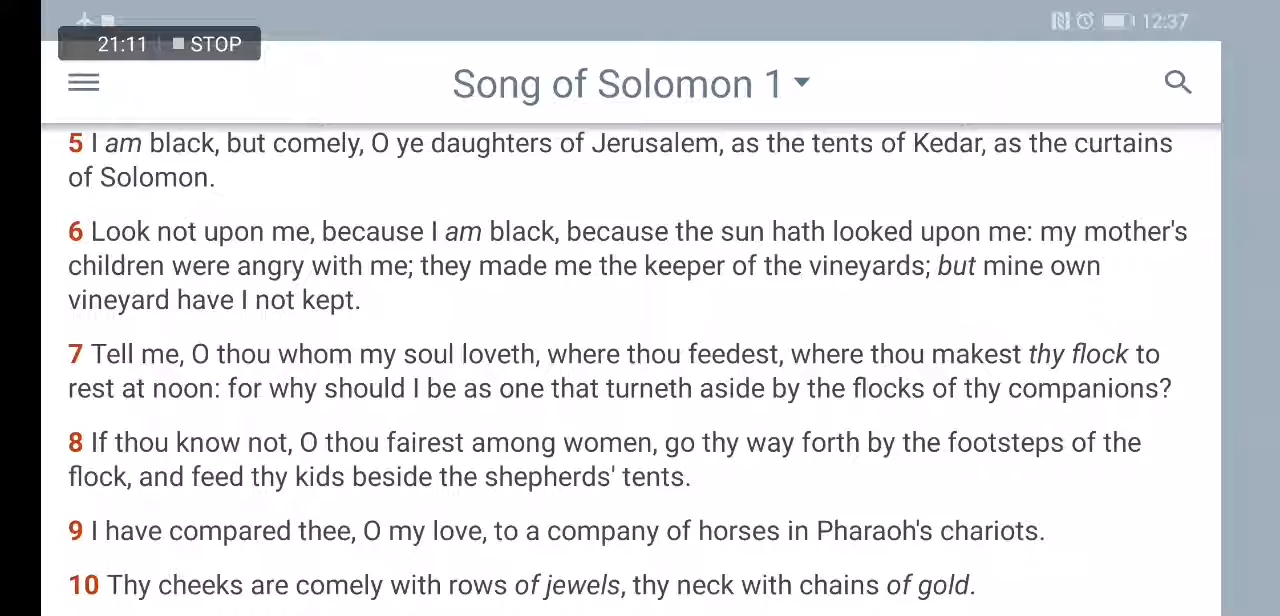 12:37
21:11 STOP
Song of Solomon 1
5 I am black, but comely, O ye daughters of Jerusalem, as the tents of Kedar, as the curtains
of Solomon.
6 Look not upon me, because I am black, because the sun hath looked upon me: my mother's
children were angry with me; they made me the keeper of the vineyards; but mine own
vineyard have I not kept.
7 Tell me, O thou whom my soul loveth, where thou feedest, where thou makest thy flock to
rest at noon: for why should I be as one that turneth aside by the flocks of thy companions?
8 If thou know not, O thou fairest among women, go thy way forth by the footsteps of the
flock, and feed thy kids beside the shepherds' tents.
9 I have compared thee, O my love, to a company of horses in Pharaoh's chariots.
10 Thy cheeks are comely with rows of jewels, thy neck with chains of gold.